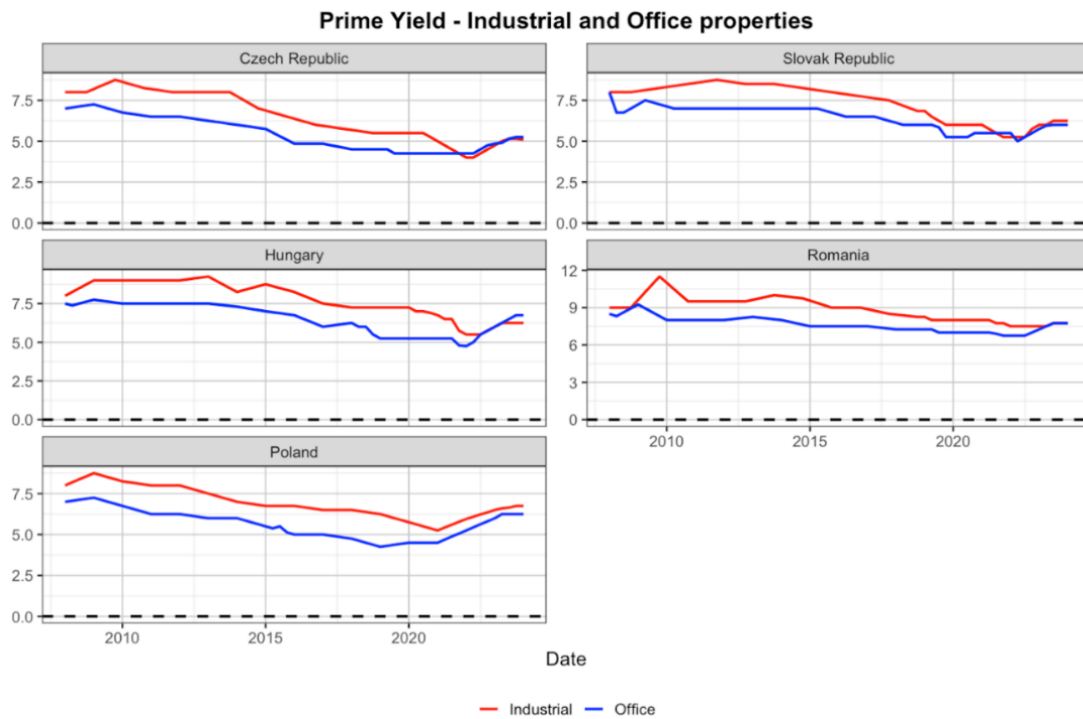 Prime Yield - Industrial and Office properties
Czech Republic
Slovak Republic
7.5
5.0
2.5
0.0
7.5
5.0
2.5
0.0
Hungary
Romania
7.5
5.0
2.5
0.0
12
9
6
3
0
2010 2015 2020
Poland
7.5
5.0
2.5
0.0
2010 2015 2020
Date
Industrial Office